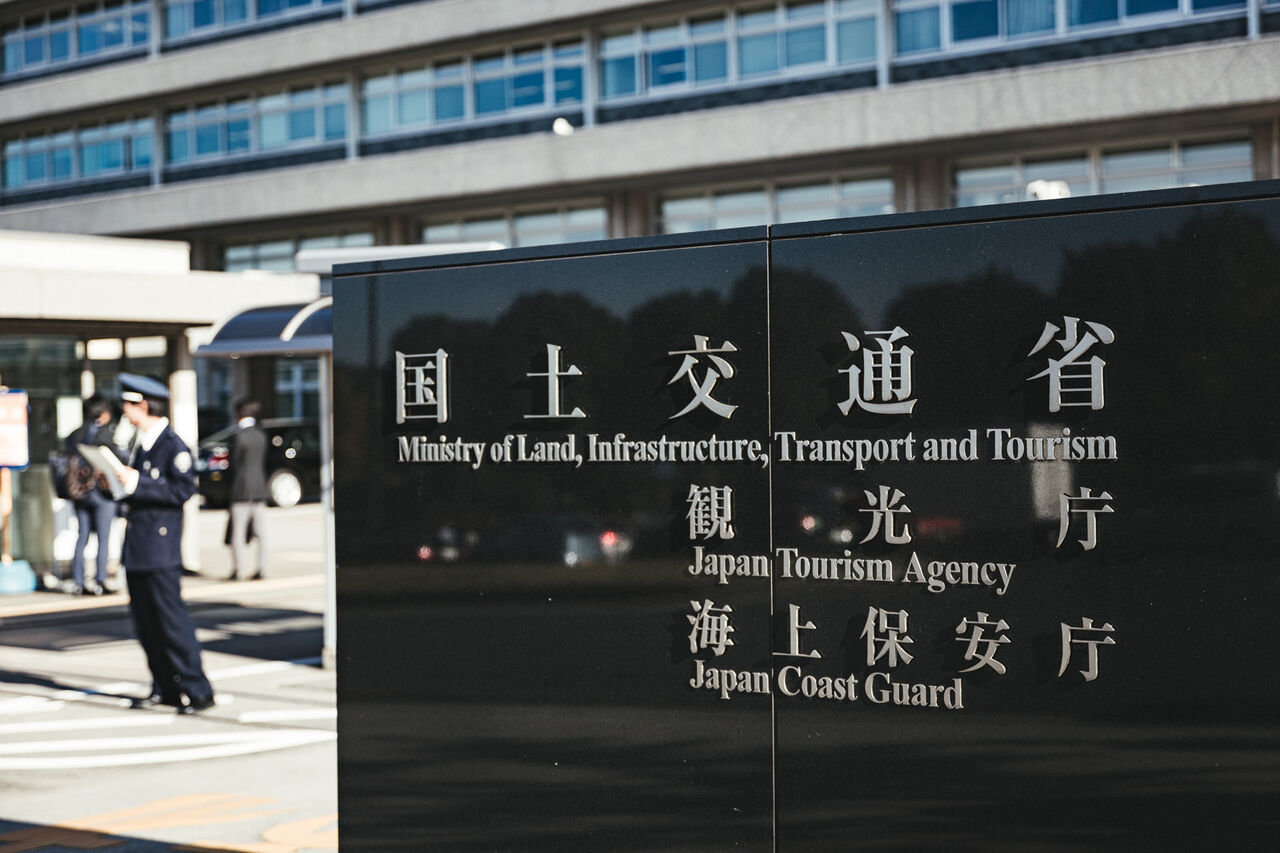 国土交通省
Ministry of Land, Infrastructure, Transport and Tourism
観光庁
Japan Tourism Agency
海上保安庁
Japan Coast Guard